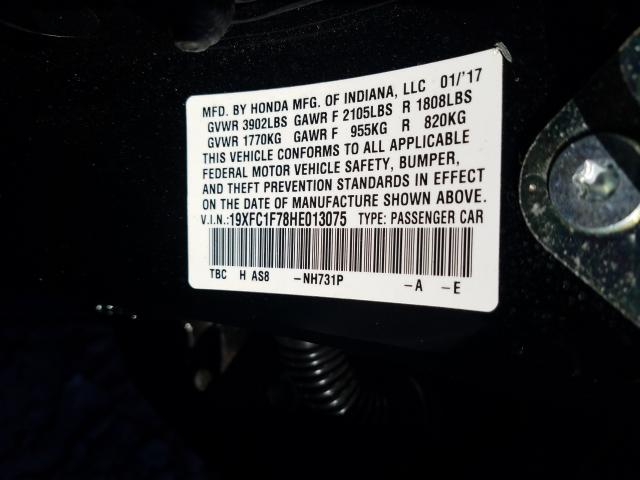 MFD. BY HONDA MFG. OF INDIANA, LLC 01/'17
GVWR 3902LBS GAWR F 2105LBS R 1808LBS
GVWR 1770KG GAWR F 955KG R 820KG
THIS VEHICLE CONFORMS TO ALL APPLICABLE
FEDERAL MOTOR VEHICLE SAFETY, BUMPER,
AND THEFT PREVENTION STANDARDS IN EFFECT
ON THE DATE OF MANUFACTURE SHOWN ABOVE.
V.I.N.:19XFC1F78HE013075 TYPE: PASSENGER CAR
TBC H AS8 -NH731P -A -E